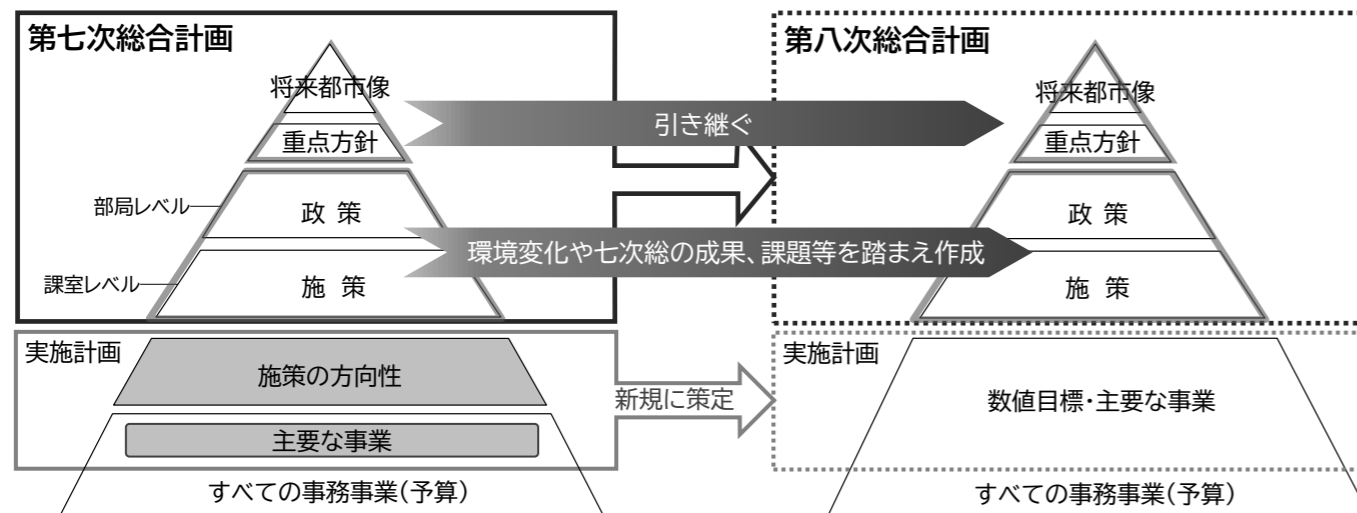 第七次総合計画
将来都市像
重点方針
部局レベル
政 策
課室レベル
施 策
実施計画
施策の方向性
主要な事業
すべての事務事業(予算)
引き継ぐ
環境変化や七次総の成果、課題等を踏まえ作成
新規に策定
第八次総合計画
将来都市像
重点方針
政 策
施 策
実施計画
数値目標・主要な事業
すべての事務事業(予算)